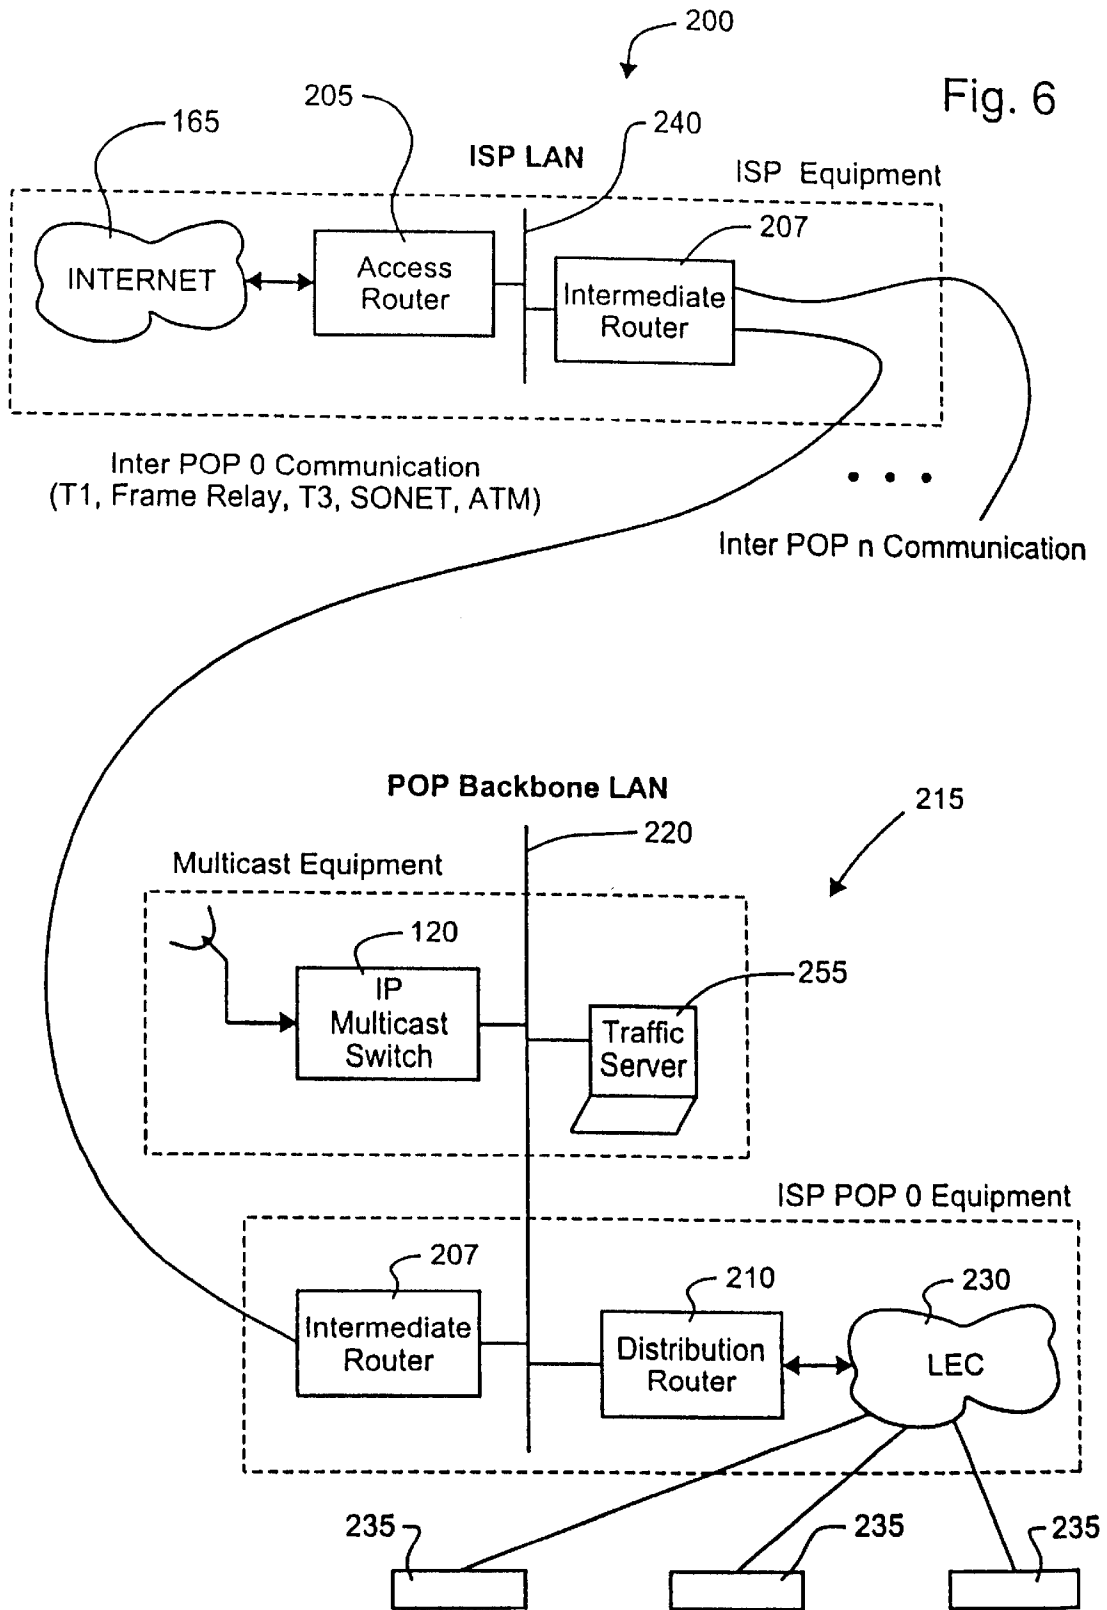 200
Fig. 6
205
165
240
ISP LAN
ISP Equipment
207
INTERNET
Access
Router
Intermediate
Router
Inter POP 0 Communication
(T1, Frame Relay, T3, SONET, ATM)
• • •
Inter POP n Communication
POP Backbone LAN
215
220
Multicast Equipment
120
255
IP
Multicast
Switch
Traffic
Server
ISP POP 0 Equipment
207
210
230
Intermediate
Router
Distribution
Router
LEC
235
235
235